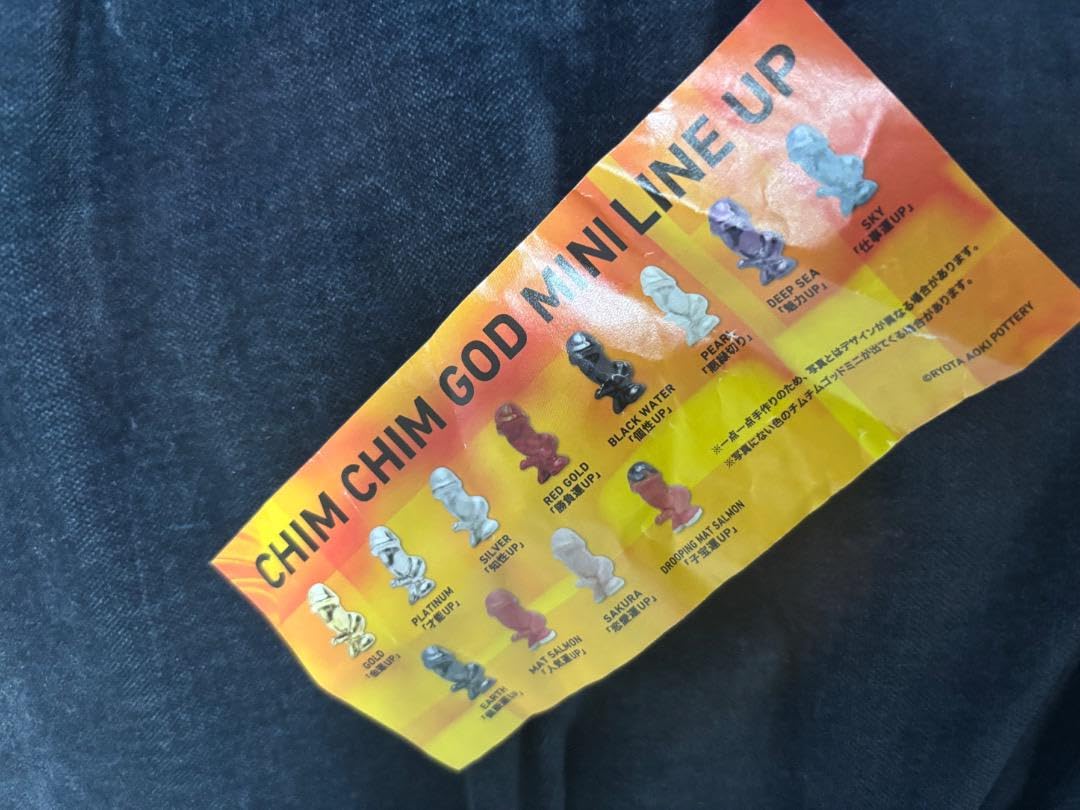 CHIM CHIM GOD MINI LINE UP
GOLD
「金運UP」
PLATINUM
「才能UP」
SILVER
「知性UP」
RED GOLD
「勝負運UP」
BLACK WATER
「個性UP」
PEARL
「悪縁切り」
DEEP SEA
「魅力UP」
SKY
「仕事運UP」
EARTH
MAT SALMON
「人気運UP」
SAKURA
「恋愛運UP」
DROOPING MAT SALMON
「子宝運UP」
※一点一点手作りのため、写真とはデザインが異なる場合があります。
※写真にない色のチムチムゴッドミニが出てくる場合があります。
©RYOTA AOKI POTTERY